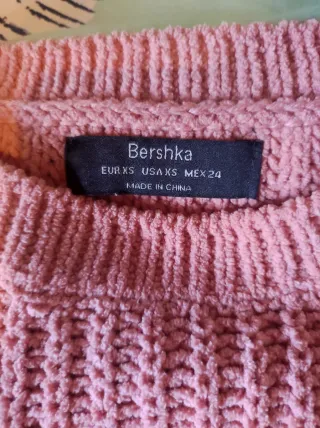 Bershka
EUR XS USA XS MEX 24
MADE IN CHINA